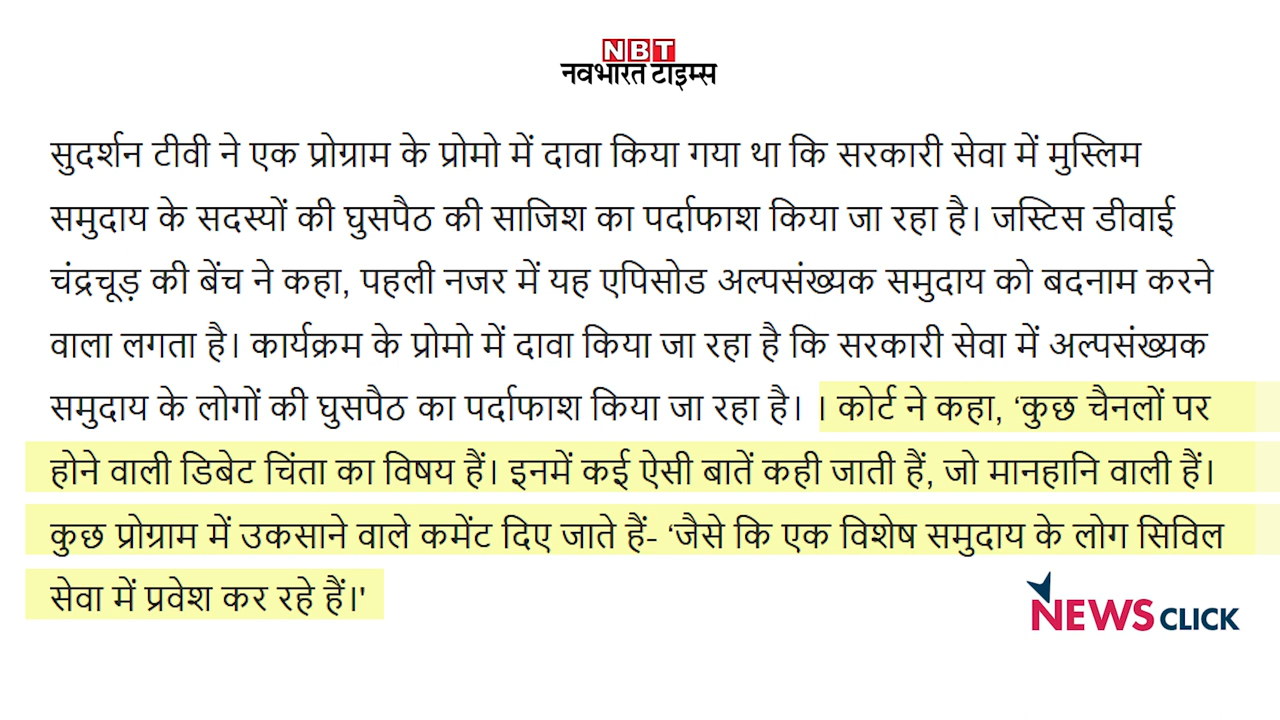 NBT
नवभारत टाइम्स
सुदर्शन टीवी ने एक प्रोग्राम के प्रोमो में दावा किया गया था कि सरकारी सेवा में मुस्लिम
समुदाय के सदस्यों की घुसपैठ की साजिश का पर्दाफाश किया जा रहा है। जस्टिस डीवाई
चंद्रचूड़ की बेंच ने कहा, पहली नजर में यह एपिसोड अल्पसंख्यक समुदाय को बदनाम करने
वाला लगता है। कार्यक्रम के प्रोमो में दावा किया जा रहा है कि सरकारी सेवा में अल्पसंख्यक
समुदाय के लोगों की घुसपैठ का पर्दाफाश किया जा रहा है। । कोर्ट ने कहा, ‘कुछ चैनलों पर
होने वाली डिबेट चिंता का विषय हैं। इनमें कई ऐसी बातें कही जाती हैं, जो मानहानि वाली हैं।
कुछ प्रोग्राम में उकसाने वाले कमेंट दिए जाते हैं- ‘जैसे कि एक विशेष समुदाय के लोग सिविल
सेवा में प्रवेश कर रहे हैं।'
NEWS CLICK